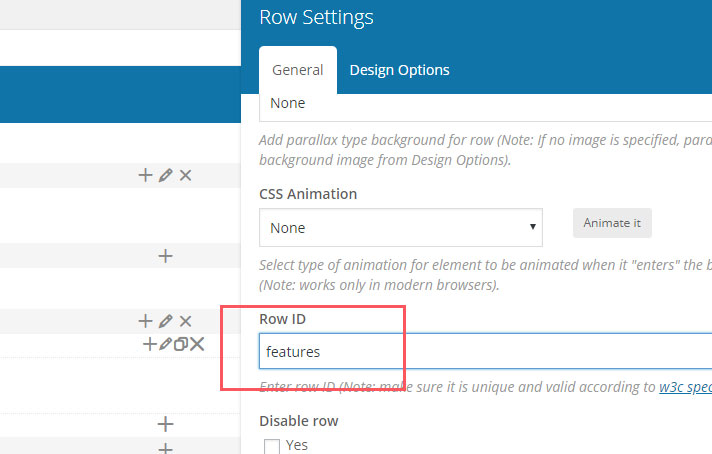 Row Settings
General Design Options
None
Add parallax type background for row (Note: If no image is specified, para
background image from Design Options).
CSS Animation
None Animate it
Select type of animation for element to be animated when it "enters" the b
(Note: works only in modern browsers).
Row ID
features
Enter row ID (Note: make sure it is unique and valid according to w3c spec
Disable row
Yes